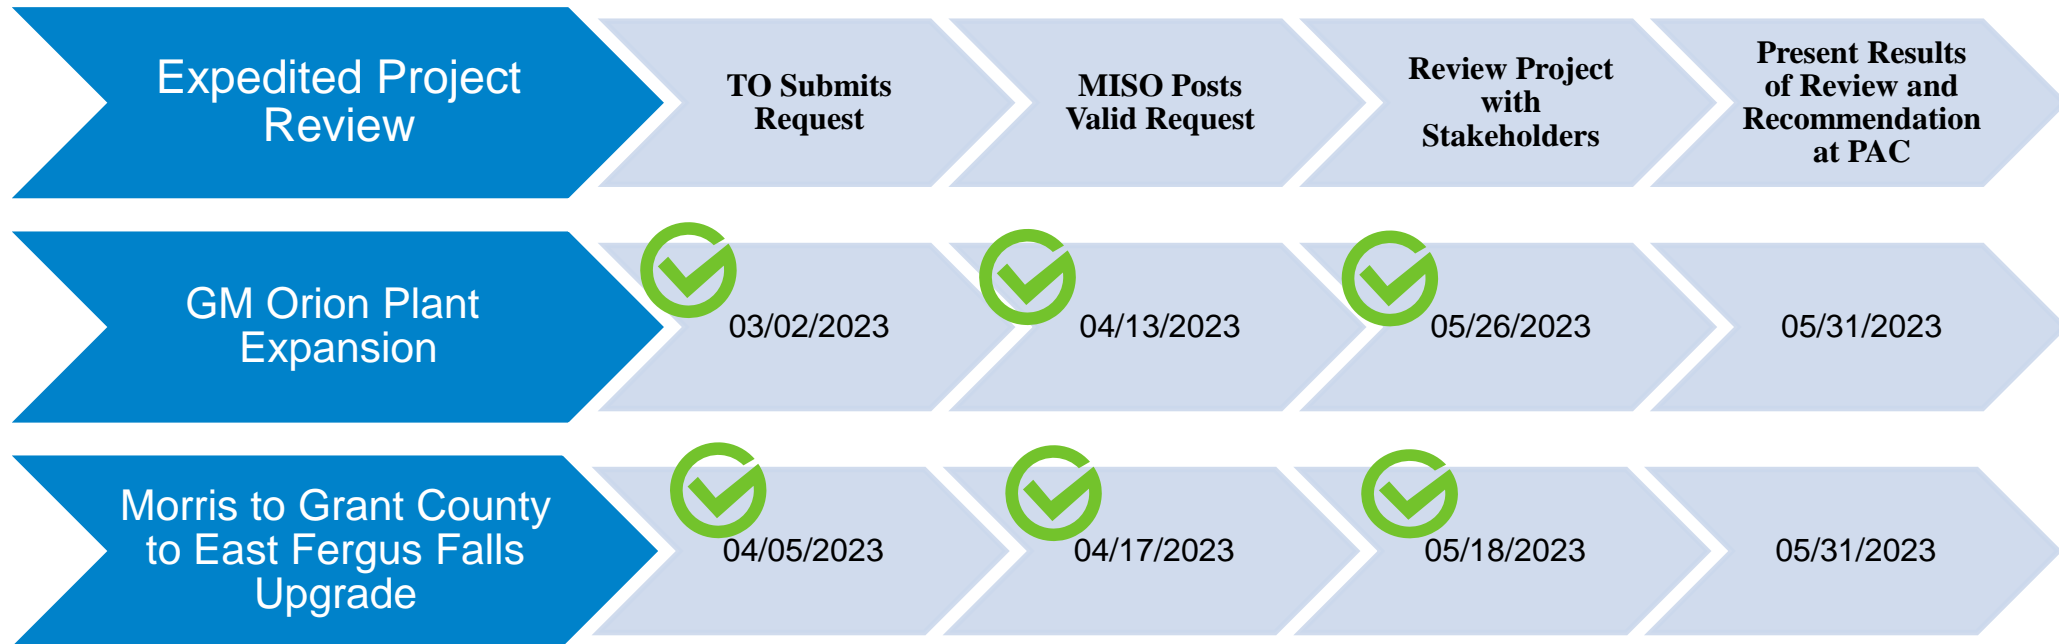 Expedited Project
Review
TO Submits
Request
MISO Posts
Valid Request
Review Project
with
Stakeholders
Present Results
of Review and
Recommendation
at PAC
GM Orion Plant
Expansion
03/02/2023
04/13/2023
05/26/2023
05/31/2023
Morris to Grant County
to East Fergus Falls
Upgrade
04/05/2023
04/17/2023
05/18/2023
05/31/2023